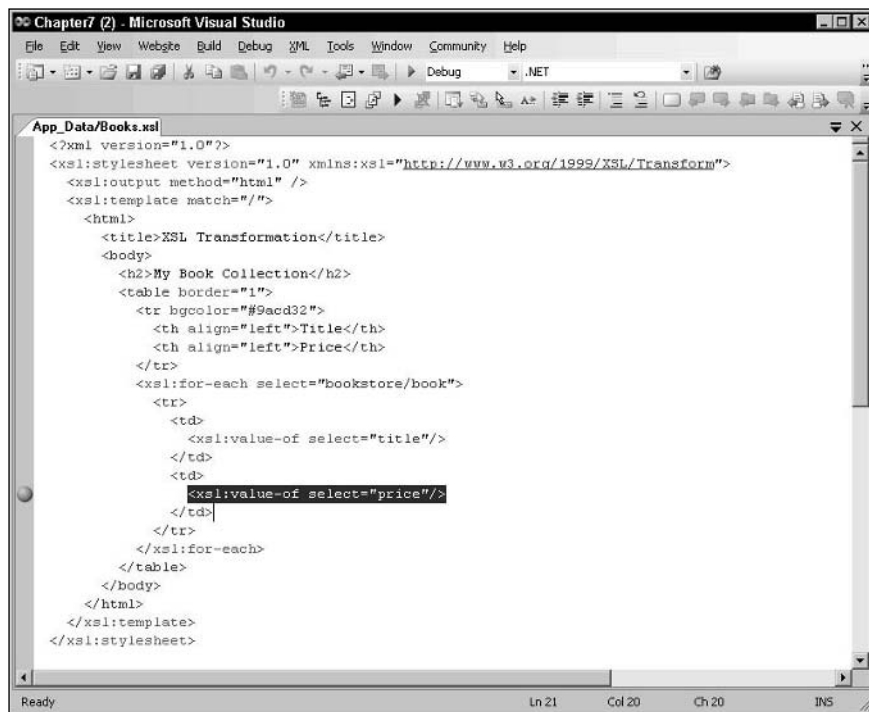 Chapter7 (2) - Microsoft Visual Studio
File Edit View Website Build Debug XML Tools Window Community Help
Debug .NET
App_Data/Books.xsl
<?xml version="1.0"?>
<xsl:stylesheet version="1.0" xmlns:xsl="http://www.w3.org/1999/XSL/Transform">
<xsl:output method="html" />
<xsl:template match="/">
<html>
<title>XSL Transformation</title>
<body>
<h2>My Book Collection</h2>
<table border="1">
<tr bgcolor="#9acd32">
<th align="left">Title</th>
<th align="left">Price</th>
</tr>
<xsl:for-each select="bookstore/book">
<tr>
<td>
<xsl:value-of select="title"/>
</td>
<td>
<xsl:value-of select="price"/>
</td>
</tr>
</xsl:for-each>
</table>
</body>
</html>
</xsl:template>
</xsl:stylesheet>
Ready Ln 21 Col 20 Ch 20 INS